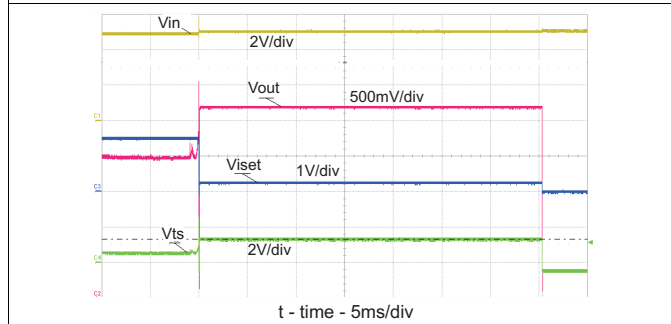 Vin
2V/div
Vout
500mV/div
C1
Viset
1V/div
C3
Vts
2V/div
C4
C2
t - time - 5ms/div